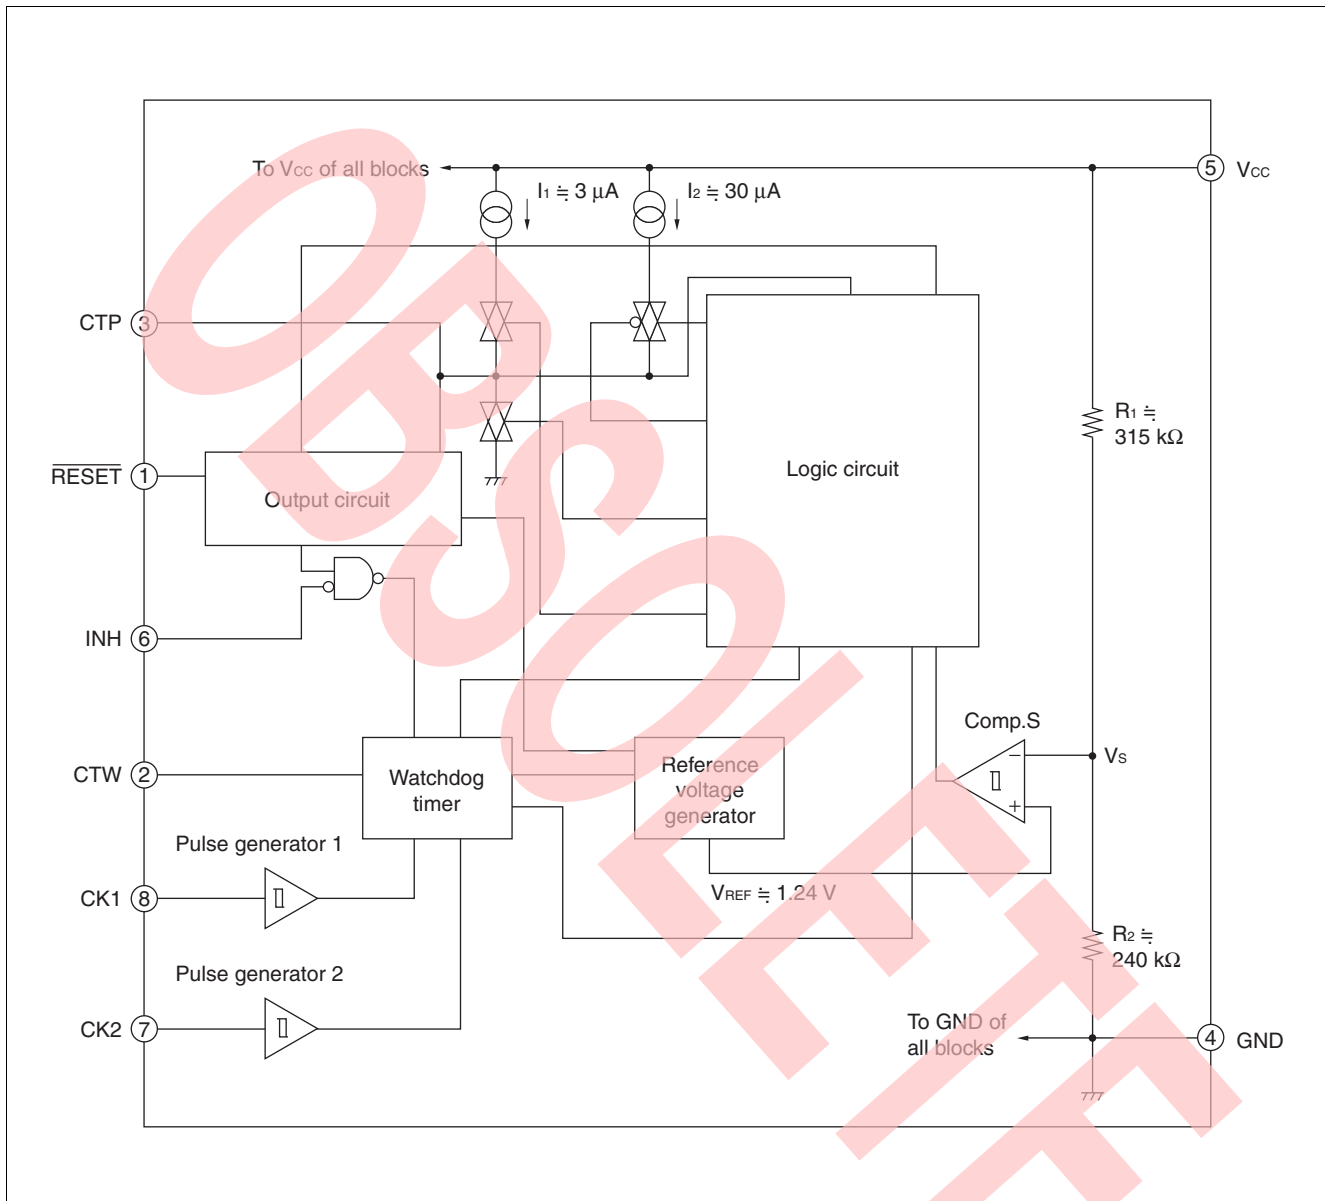 To VCC of all blocks
I1 ≒ 3 μA
I2 ≒ 30 μA
5
VCC
CTP
3
R1 ≒
315 kΩ
Logic circuit
RESET
1
Output circuit
INH
6
Comp.S
VS
CTW
2
Watchdog
timer
Reference
voltage
generator
−
+
Pulse generator 1
CK1
8
VREF ≒ 1.24 V
R2 ≒
240 kΩ
Pulse generator 2
CK2
7
To GND of
all blocks
4
GND
OBSOLETE